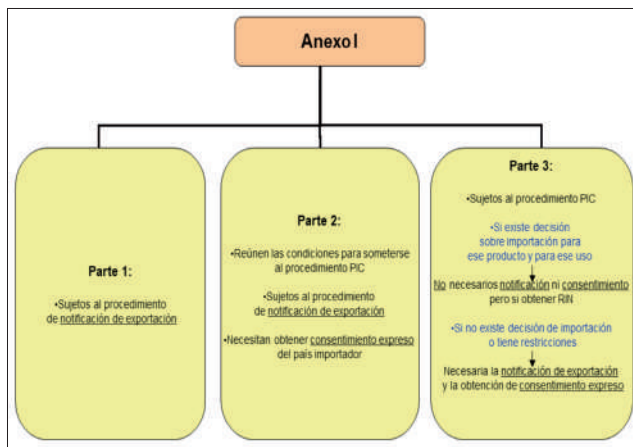 Anexo I
Parte 1:
•Sujetos al procedimiento
de notificación de exportación
Parte 2:
•Reúnen las condiciones para someterse
al procedimiento PIC
•Sujetos al procedimiento
de notificación de exportación
•Necesitan obtener consentimiento expreso
del país importador
Parte 3:
•Sujetos al procedimiento PIC
•Si existe decisión
sobre importación para
ese producto y para ese uso
No necesarios notificación ni consentimiento
pero si obtener RIN
•Si no existe decisión de importación
o tiene restricciones
Necesaria la notificación de exportación
y la obtención de consentimiento expreso